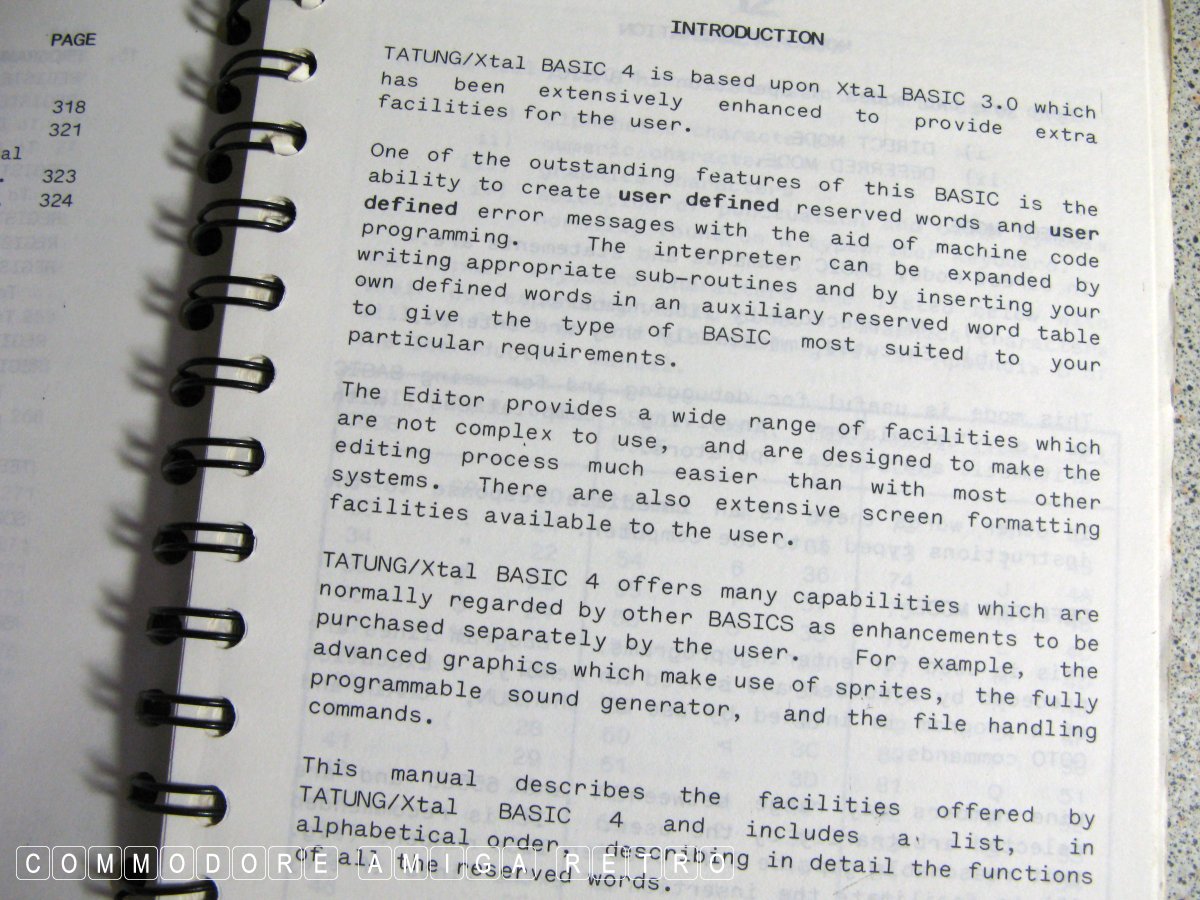 PAGE
318
321
al
. 323
. 324
INTRODUCTION
TATUNG/Xtal BASIC 4 is based upon Xtal BASIC 3.0 which
has been extensively enhanced to provide extra
facilities for the user.
One of the outstanding features of this BASIC is the
ability to create user defined reserved words and user
defined error messages with the aid of machine code
programming. The interpreter can be expanded by
writing appropriate sub-routines and by inserting your
own defined words in an auxiliary reserved word table
to give the type of BASIC most suited to your
particular requirements.
The Editor provides a wide range of facilities which
are not complex to use, and are designed to make the
editing process much easier than with most other
systems. There are also extensive screen formatting
facilities available to the user.
TATUNG/Xtal BASIC 4 offers many capabilities which are
normally regarded by other BASICS as enhancements to be
purchased separately by the user. For example, the
advanced graphics which make use of sprites, the fully
programmable sound generator, and the file handling
commands.
This manual describes the facilities offered by
TATUNG/Xtal BASIC 4 and includes a list, in
alphabetical order, describing in detail the functions
of all the reserved words.
COMMODORE AMIGA RETRO